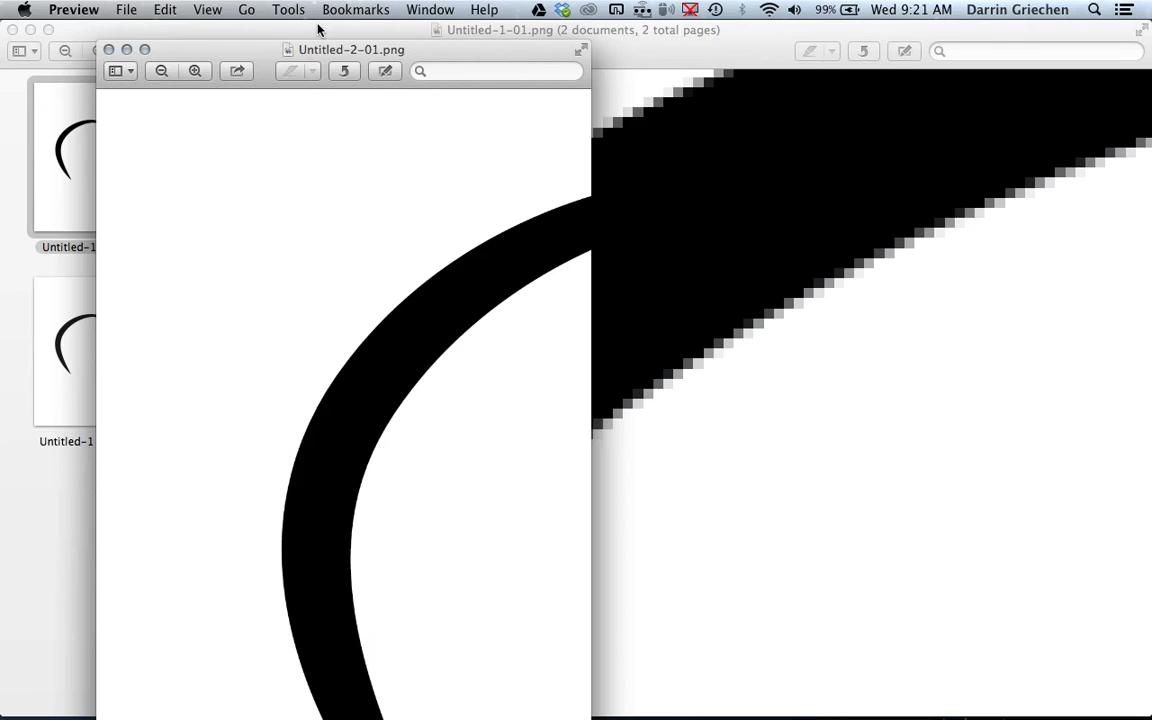 Preview File Edit View Go Tools Bookmarks Window Help 99% Wed 9:21 AM Darrin Griechen
Untitled-1-01.png (2 documents, 2 total pages)
Untitled-2-01.png
Untitled-1
Untitled-1